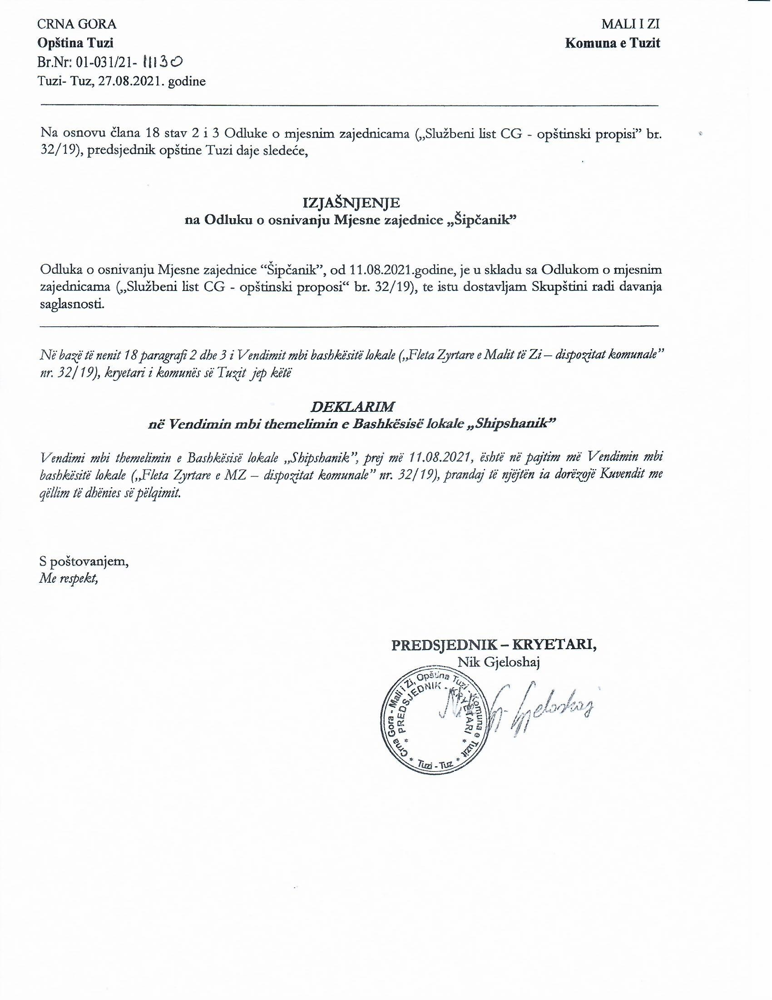 CRNA GORA MALI I ZI
Opština Tuzi Komuna e Tuzit
Br.Nr: 01-031/21- 11130
Tuzi- Tuz, 27.08.2021. godine
Na osnovu člana 18 stav 2 i 3 Odluke o mjesnim zajednicama („Službeni list CG - opštinski propisi” br.
32/19), predsjednik opštine Tuzi daje sledeće,
IZJAŠNJENJE
na Odluku o osnivanju Mjesne zajednice „Šipčanik”
Odluka o osnivanju Mjesne zajednice “Šipčanik”, od 11.08.2021.godine, je u skladu sa Odlukom o mjesnim
zajednicama („Službeni list CG - opštinski proposi“ br. 32/19), te istu dostavljam Skupštini radi davanja
saglasnosti.
Në bazë të nenit 18 paragrafi 2 dhe 3 i Vendimit mbi bashkësitë lokale („Fleta Zyrtare e Malit të Zi – dispozitat komunale”
nr. 32/19), kryetari i komunës së Tuzit jep këtë
DEKLARIM
në Vendimin mbi themelimin e Bashkësisë lokale „Shipshanik”
Vendimi mbi themelimin e Bashkësisë lokale „Shipshanik”, prej më 11.08.2021, është në pajtim më Vendimin mbi
bashkësitë lokale („Fleta Zyrtare e MZ – dispozitat komunale” nr. 32/19), prandaj të njëjtën ia dorëzojë Kuvendit me
qëllim të dhënies së pëlqimit.
S poštovanjem,
Me respekt,
PREDSJEDNIK – KRYETARI,
Nik Gjeloshaj
Crna Gora - Mali i Zi, Opština Tuzi - Komuna e Tuzit
* PREDSJEDNIK - KRYETARI *
* Tuzi - Tuz *
Nik Gjeloshaj